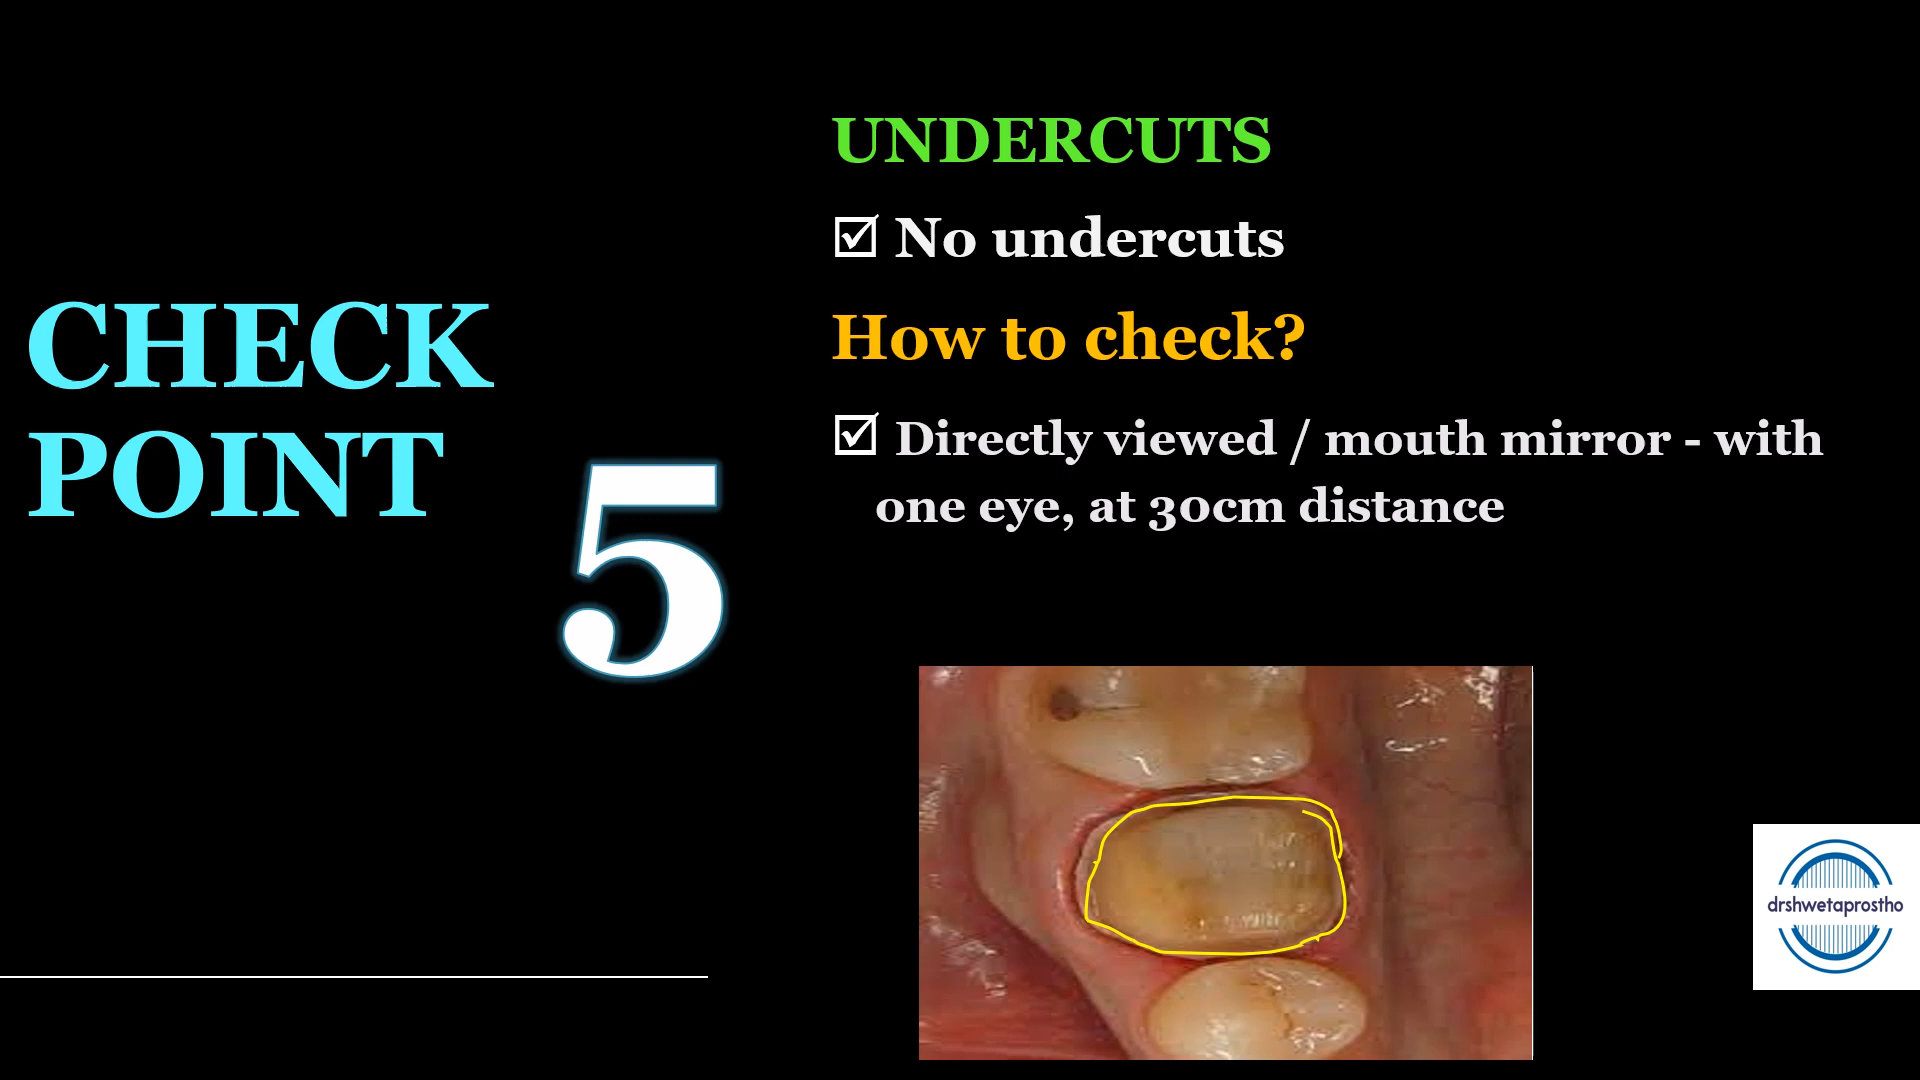 CHECK
POINT
5
UNDERCUTS
☑ No undercuts
How to check?
☑ Directly viewed / mouth mirror - with
one eye, at 30cm distance
drshwetaprostho